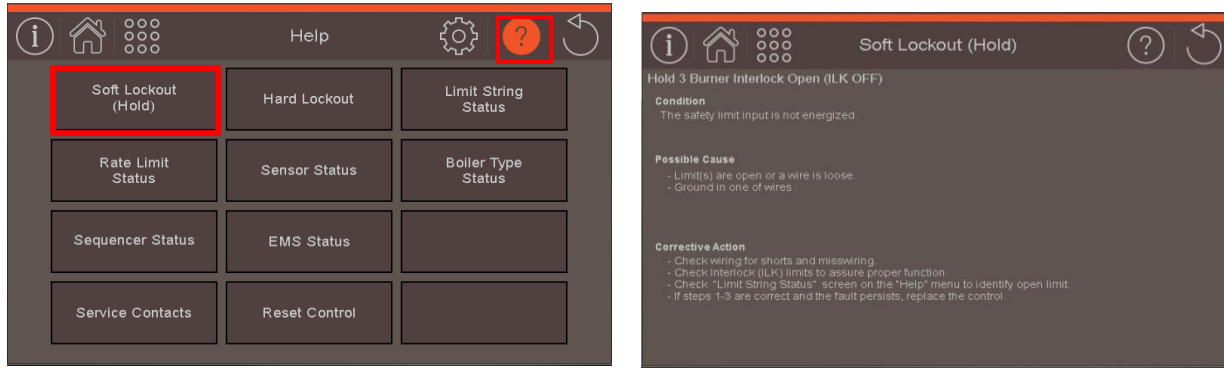 i
Help
?
Soft Lockout
(Hold)
Hard Lockout
Limit String
Status
Rate Limit
Status
Sensor Status
Boiler Type
Status
Sequencer Status
EMS Status
Service Contacts
Reset Control
i
Soft Lockout (Hold)
?
Hold 3 Burner Interlock Open (ILK OFF)
Condition
The safety limit input is not energized.
Possible Cause
- Limit(s) are open or a wire is loose.
- Ground in one of wires .
Corrective Action
- Check wiring for shorts and misswiring.
- Check Interlock (ILK) limits to assure proper function.
- Check "Limit String Status" screen on the "Help" menu to identify open limit.
- If steps 1-3 are correct and the fault persists, replace the control.